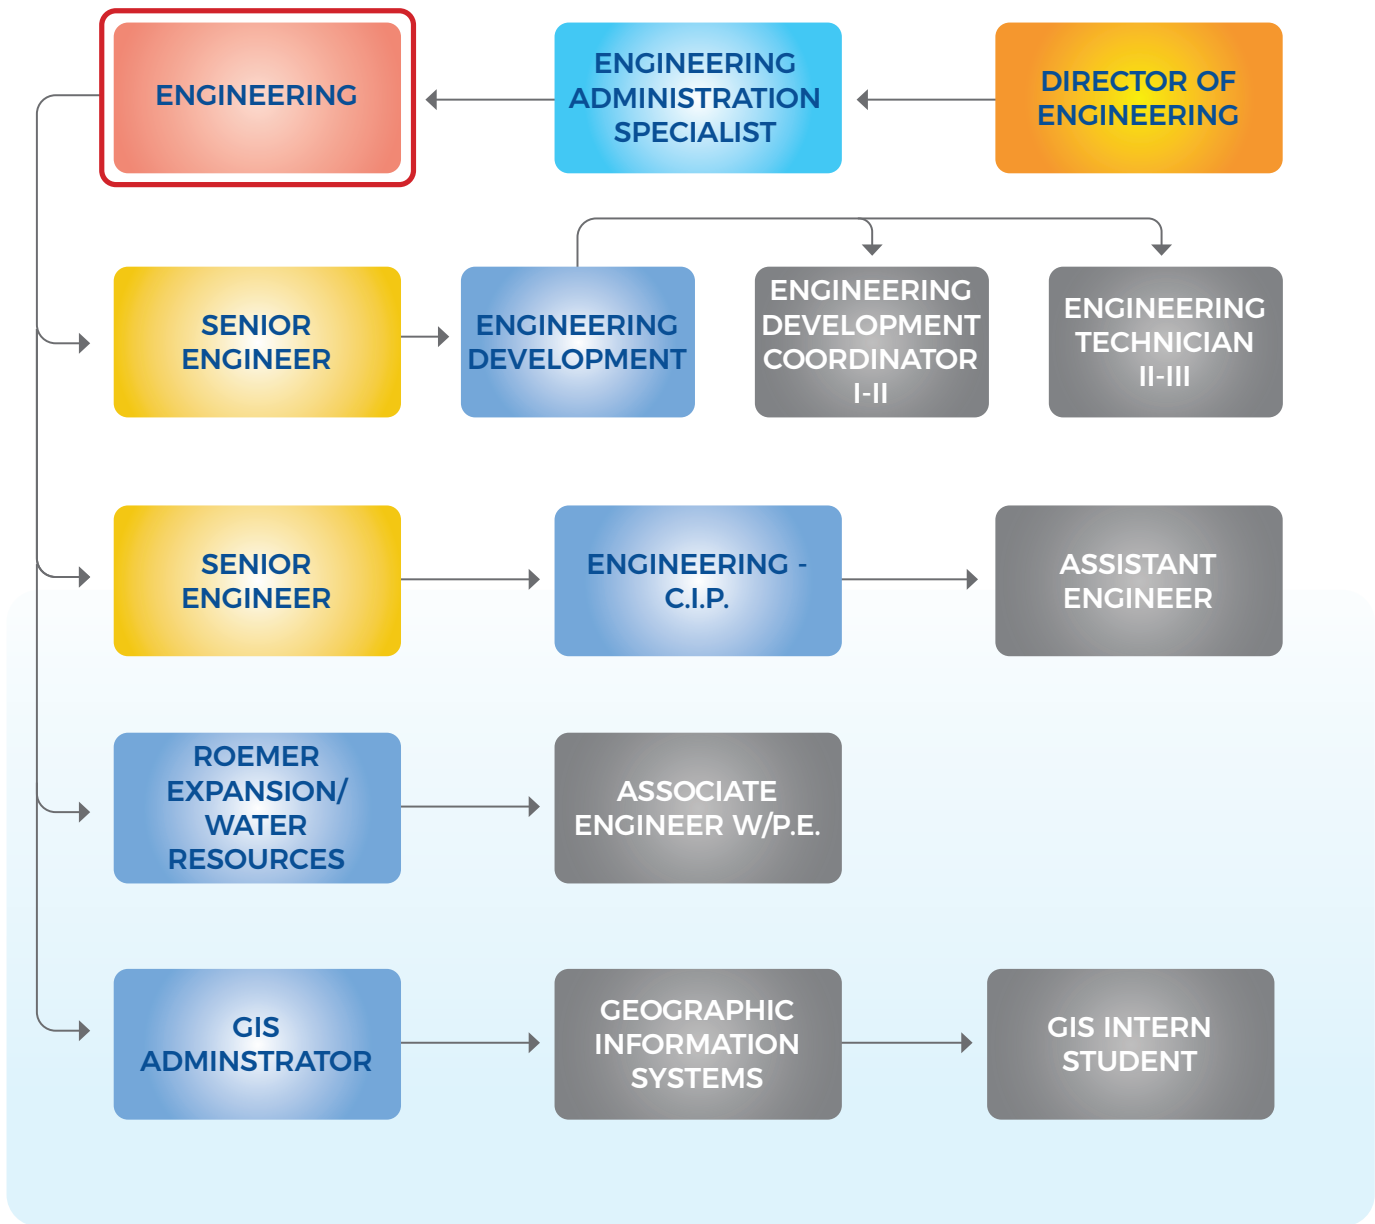 ENGINEERING
ENGINEERING
ADMINISTRATION
SPECIALIST
DIRECTOR OF
ENGINEERING
SENIOR
ENGINEER
ENGINEERING
DEVELOPMENT
ENGINEERING
DEVELOPMENT
COORDINATOR
I-II
ENGINEERING
TECHNICIAN
II-III
SENIOR
ENGINEER
ENGINEERING -
C.I.P.
ASSISTANT
ENGINEER
ROEMER
EXPANSION/
WATER
RESOURCES
ASSOCIATE
ENGINEER W/P.E.
GIS
ADMINSTRATOR
GEOGRAPHIC
INFORMATION
SYSTEMS
GIS INTERN
STUDENT